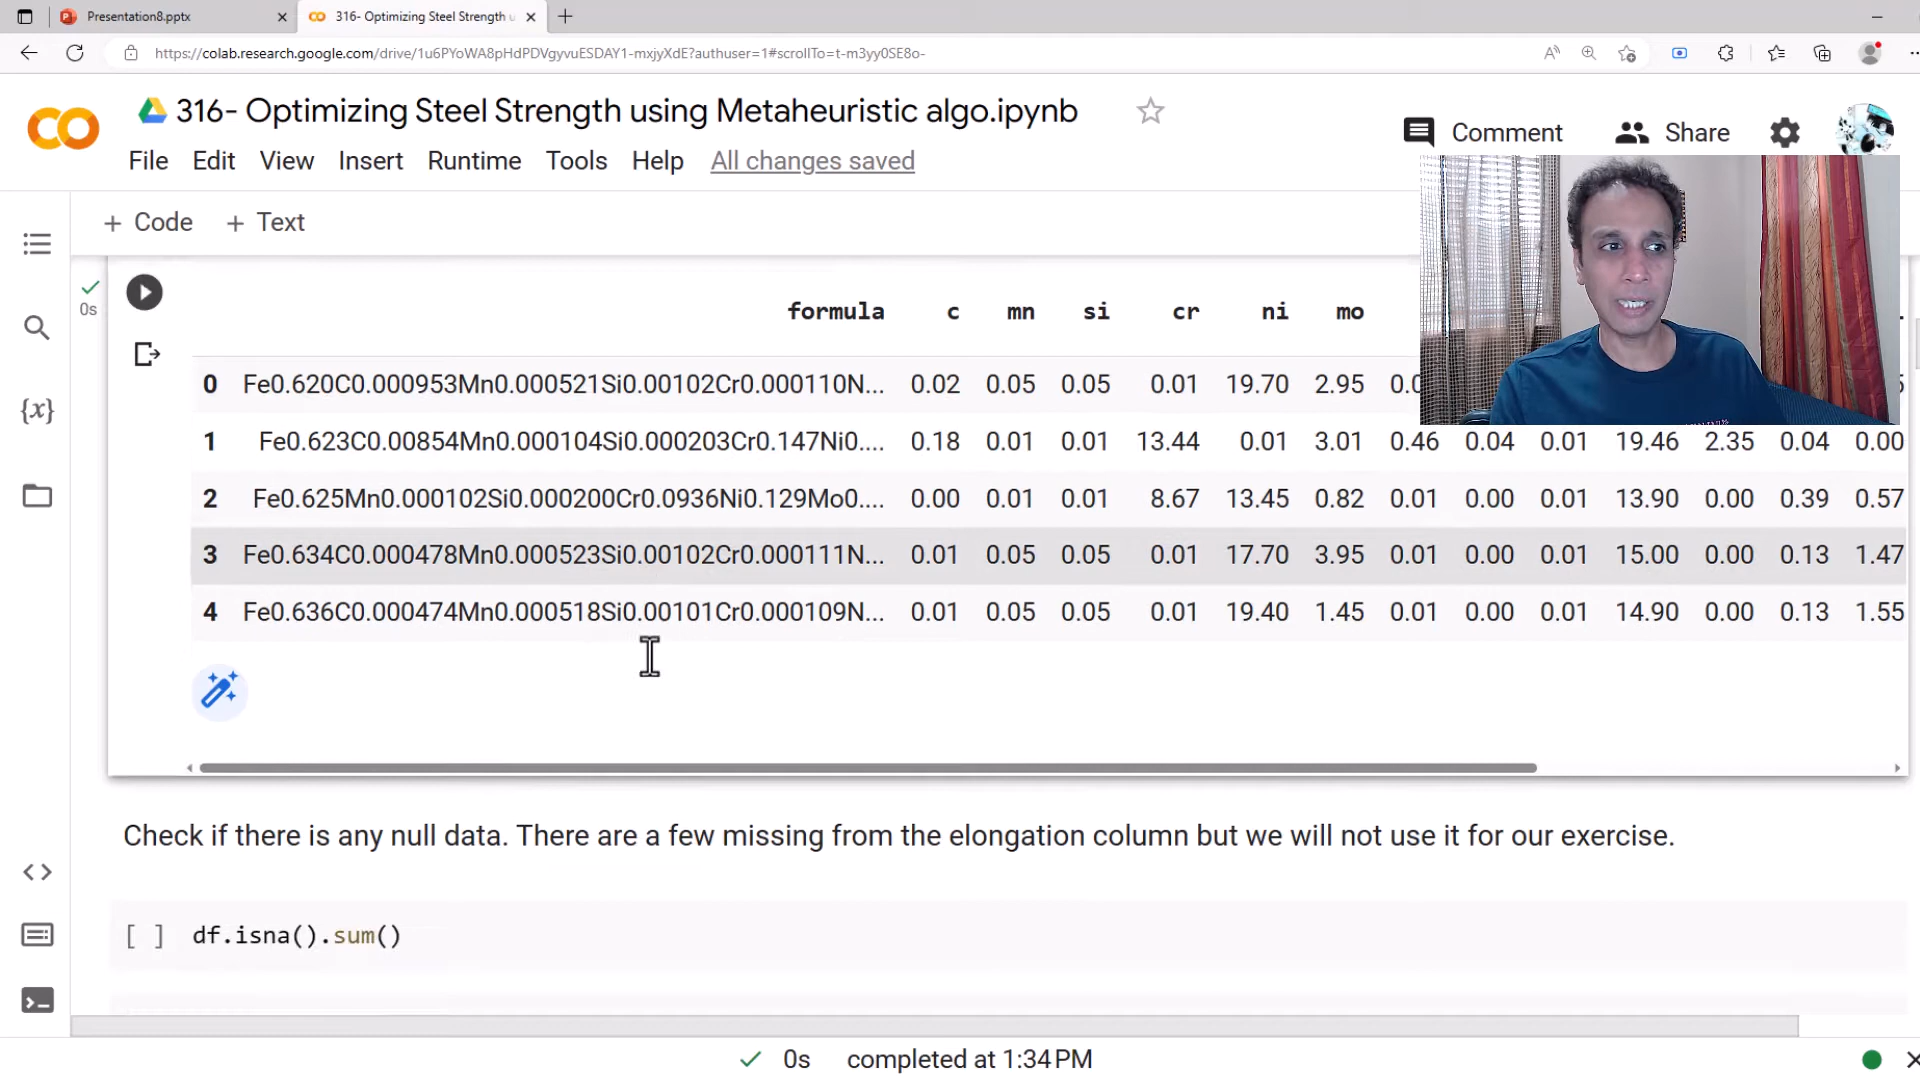 Presentation8.pptx
316- Optimizing Steel Strength u
https://colab.research.google.com/drive/1u6PYoWA8pHdPDVgyvuESDAY1-mxjyXdE?authuser=1#scrollTo=t-m3yy0SE8o-
316- Optimizing Steel Strength using Metaheuristic algo.ipynb
Comment Share
File Edit View Insert Runtime Tools Help All changes saved
+ Code + Text
0s
formula c mn si cr ni mo
0 Fe0.620C0.000953Mn0.000521Si0.00102Cr0.000110N... 0.02 0.05 0.05 0.01 19.70 2.95
1 Fe0.623C0.00854Mn0.000104Si0.000203Cr0.147Ni0.... 0.18 0.01 0.01 13.44 0.01 3.01 0.46 0.04 0.01 19.46 2.35 0.04 0.00
2 Fe0.625Mn0.000102Si0.000200Cr0.0936Ni0.129Mo0.... 0.00 0.01 0.01 8.67 13.45 0.82 0.01 0.00 0.01 13.90 0.00 0.39 0.57
3 Fe0.634C0.000478Mn0.000523Si0.00102Cr0.000111N... 0.01 0.05 0.05 0.01 17.70 3.95 0.01 0.00 0.01 15.00 0.00 0.13 1.47
4 Fe0.636C0.000474Mn0.000518Si0.00101Cr0.000109N... 0.01 0.05 0.05 0.01 19.40 1.45 0.01 0.00 0.01 14.90 0.00 0.13 1.55
Check if there is any null data. There are a few missing from the elongation column but we will not use it for our exercise.
[ ] df.isna().sum()
0s completed at 1:34 PM